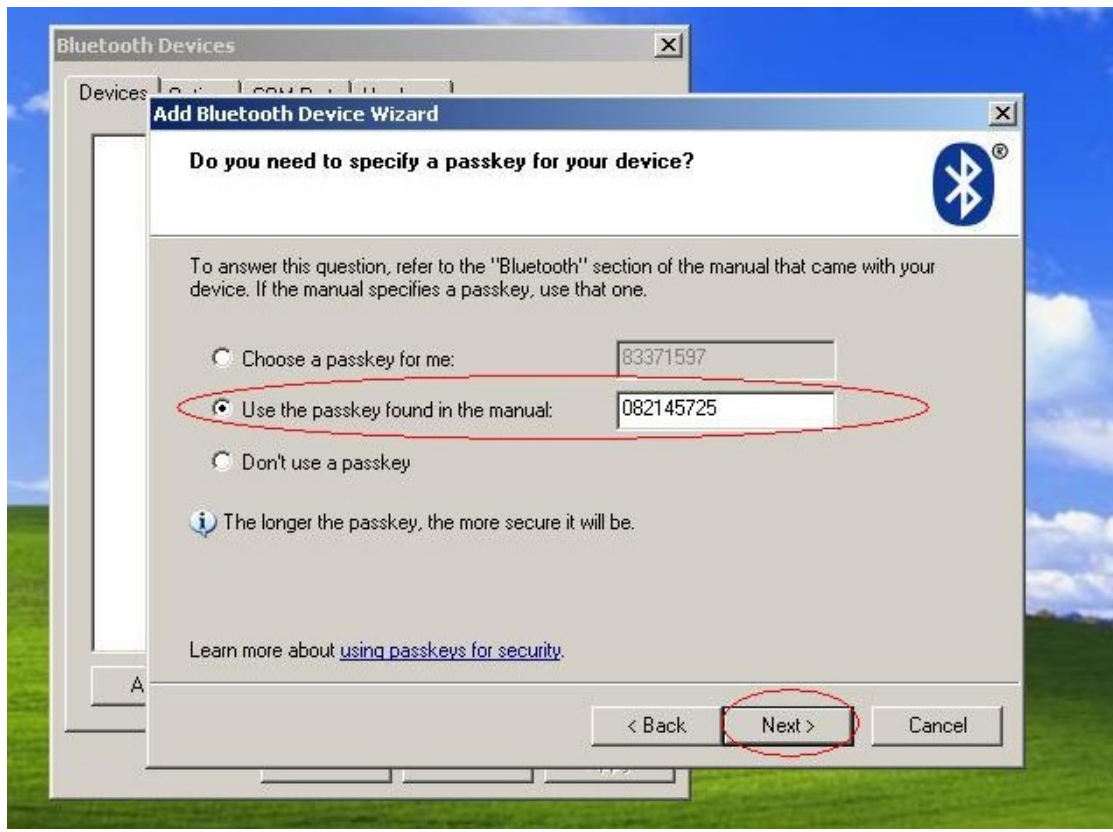 Bluetooth Devices
Devices
Add Bluetooth Device Wizard
Do you need to specify a passkey for your device?
®
To answer this question, refer to the "Bluetooth" section of the manual that came with your
device. If the manual specifies a passkey, use that one.
Choose a passkey for me: 83371597
Use the passkey found in the manual: 082145725
Don't use a passkey
The longer the passkey, the more secure it will be.
Learn more about using passkeys for security.
A
< Back Next > Cancel